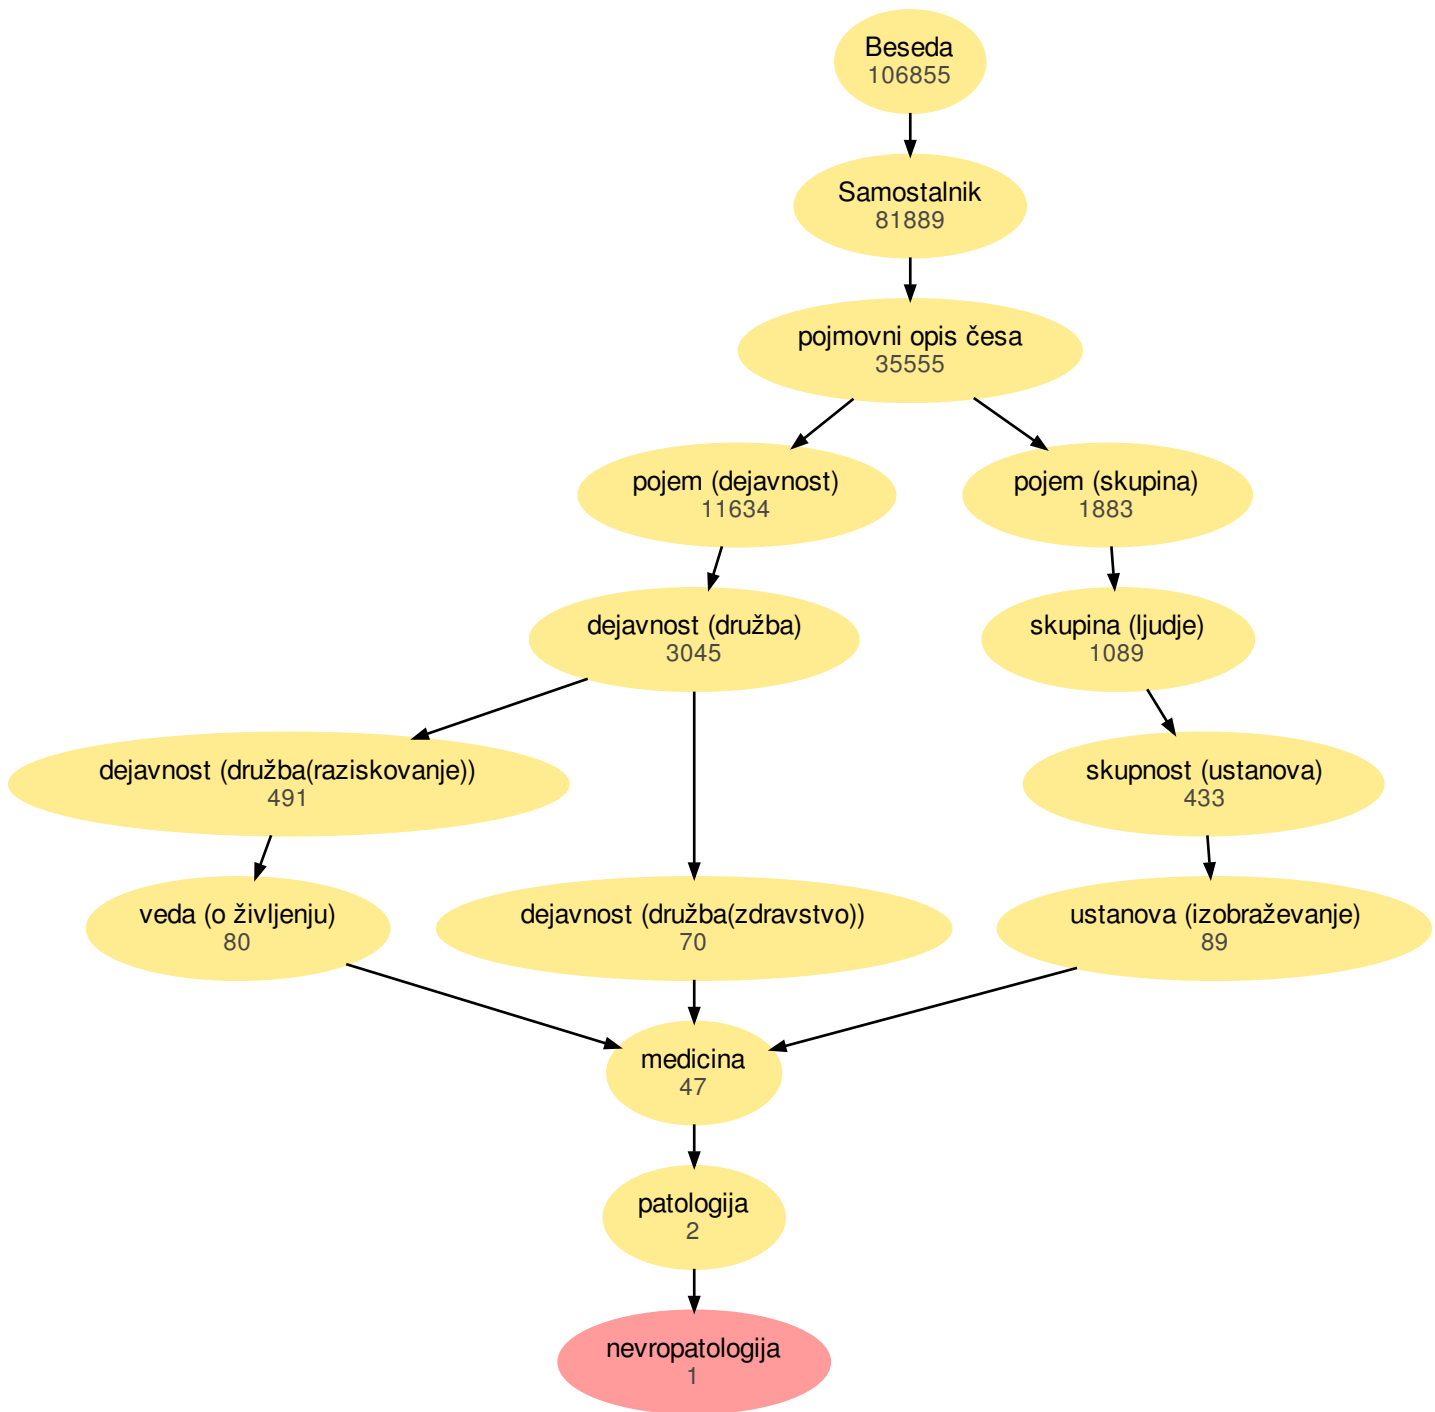 Beseda
106855
Samostalnik
81889
pojmovni opis česa
35555
pojem (dejavnost)
11634
pojem (skupina)
1883
dejavnost (družba)
3045
skupina (ljudje)
1089
dejavnost (družba(raziskovanje))
491
skupnost (ustanova)
433
veda (o življenju)
80
dejavnost (družba(zdravstvo))
70
ustanova (izobraževanje)
89
medicina
47
patologija
2
nevropatologija
1